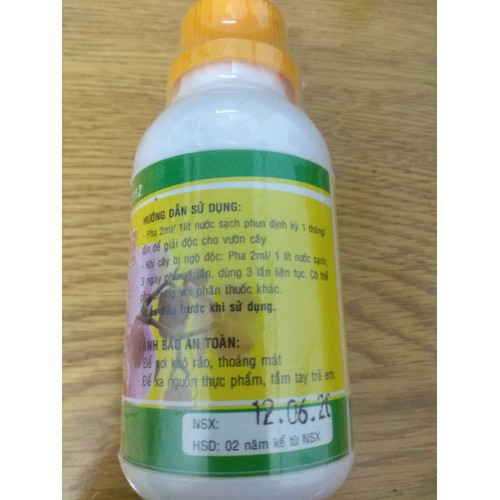 HƯỚNG DẪN SỬ DỤNG:
- Pha 2ml/ 1lít nước sạch phun định kỳ 1 tháng/
lần để giải độc cho vườn cây
- Khi cây bị ngộ độc: Pha 2ml/ 1 lít nước sạch,
3 ngày phun 1 lần, dùng 3 lần liên tục. Có thể
chung với phân thuốc khác.
trước khi sử dụng.
CẢNH BÁO AN TOÀN:
- Để nơi khô ráo, thoáng mát
- Để xa nguồn thực phẩm, tầm tay trẻ em.
NSX: 12.06.20
HSD: 02 năm kể từ NSX